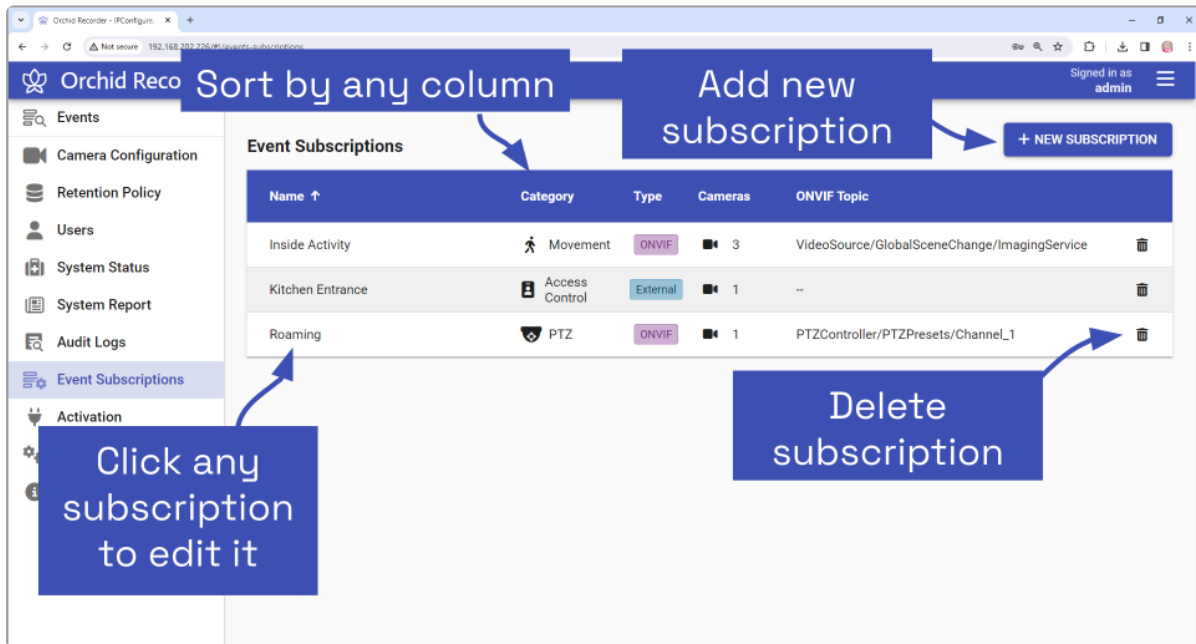 Orchid Recorder - IPConfigure,
Not secure 192.168.202.226/#!/events-subscriptions
Orchid Reco
Signed in as
admin
Sort by any column
Add new
subscription
Events
Camera Configuration
Retention Policy
Users
System Status
System Report
Audit Logs
Event Subscriptions
Activation
Event Subscriptions
+ NEW SUBSCRIPTION
Name ↑ Category Type Cameras ONVIF Topic
Inside Activity Movement ONVIF 3 VideoSource/GlobalSceneChange/ImagingService
Kitchen Entrance Access
Control External 1 --
Roaming PTZ ONVIF 1 PTZController/PTZPresets/Channel_1
Click any
subscription
to edit it
Delete
subscription